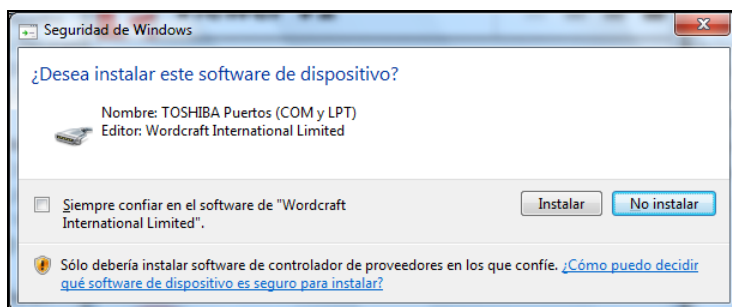 Seguridad de Windows
¿Desea instalar este software de dispositivo?
Nombre: TOSHIBA Puertos (COM y LPT)
Editor: Wordcraft International Limited
Siempre confiar en el software de "Wordcraft
International Limited".
Instalar
No instalar
Sólo debería instalar software de controlador de proveedores en los que confíe. ¿Cómo puedo decidir
qué software de dispositivo es seguro para instalar?